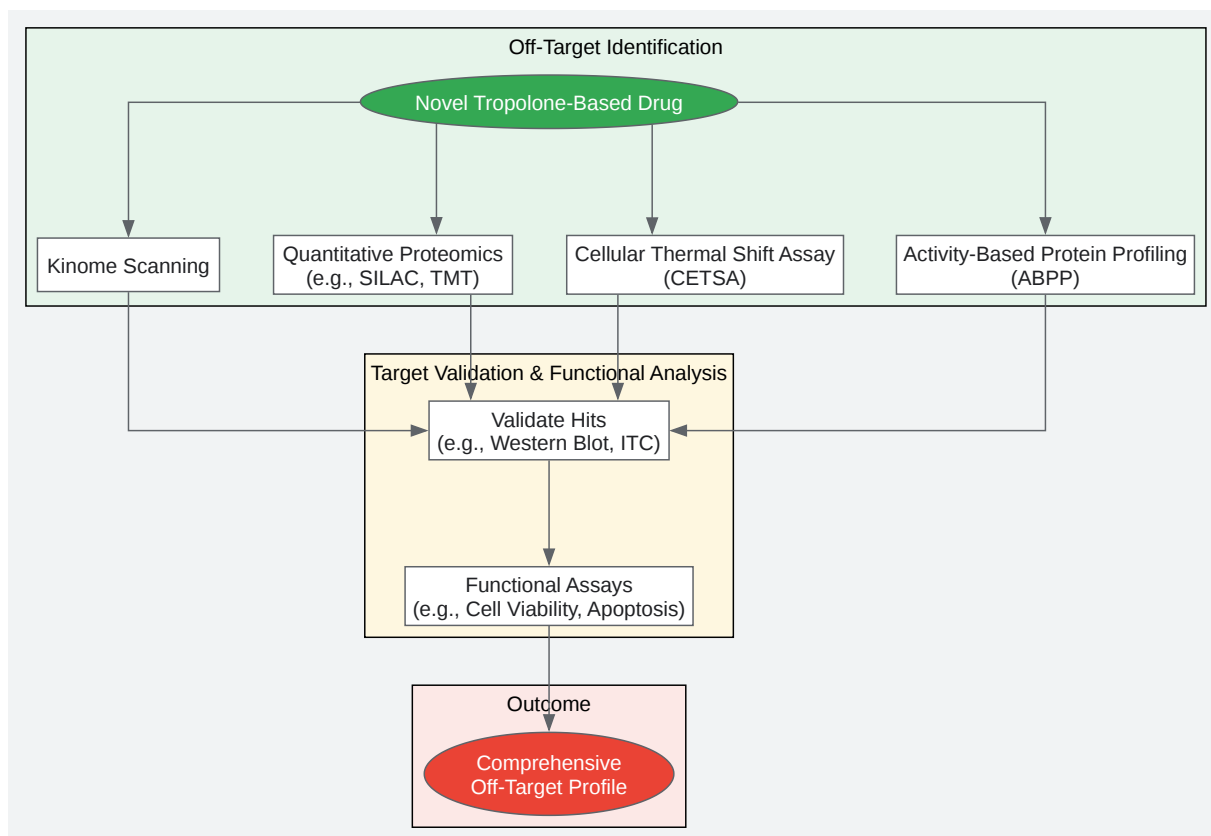 Off-Target Identification
Novel Tropolone-Based Drug
Kinome Scanning
Quantitative Proteomics
(e.g., SILAC, TMT)
Cellular Thermal Shift Assay
(CETSA)
Activity-Based Protein Profiling
(ABPP)
Target Validation & Functional Analysis
Validate Hits
(e.g., Western Blot, ITC)
Functional Assays
(e.g., Cell Viability, Apoptosis)
Outcome
Comprehensive
Off-Target Profile